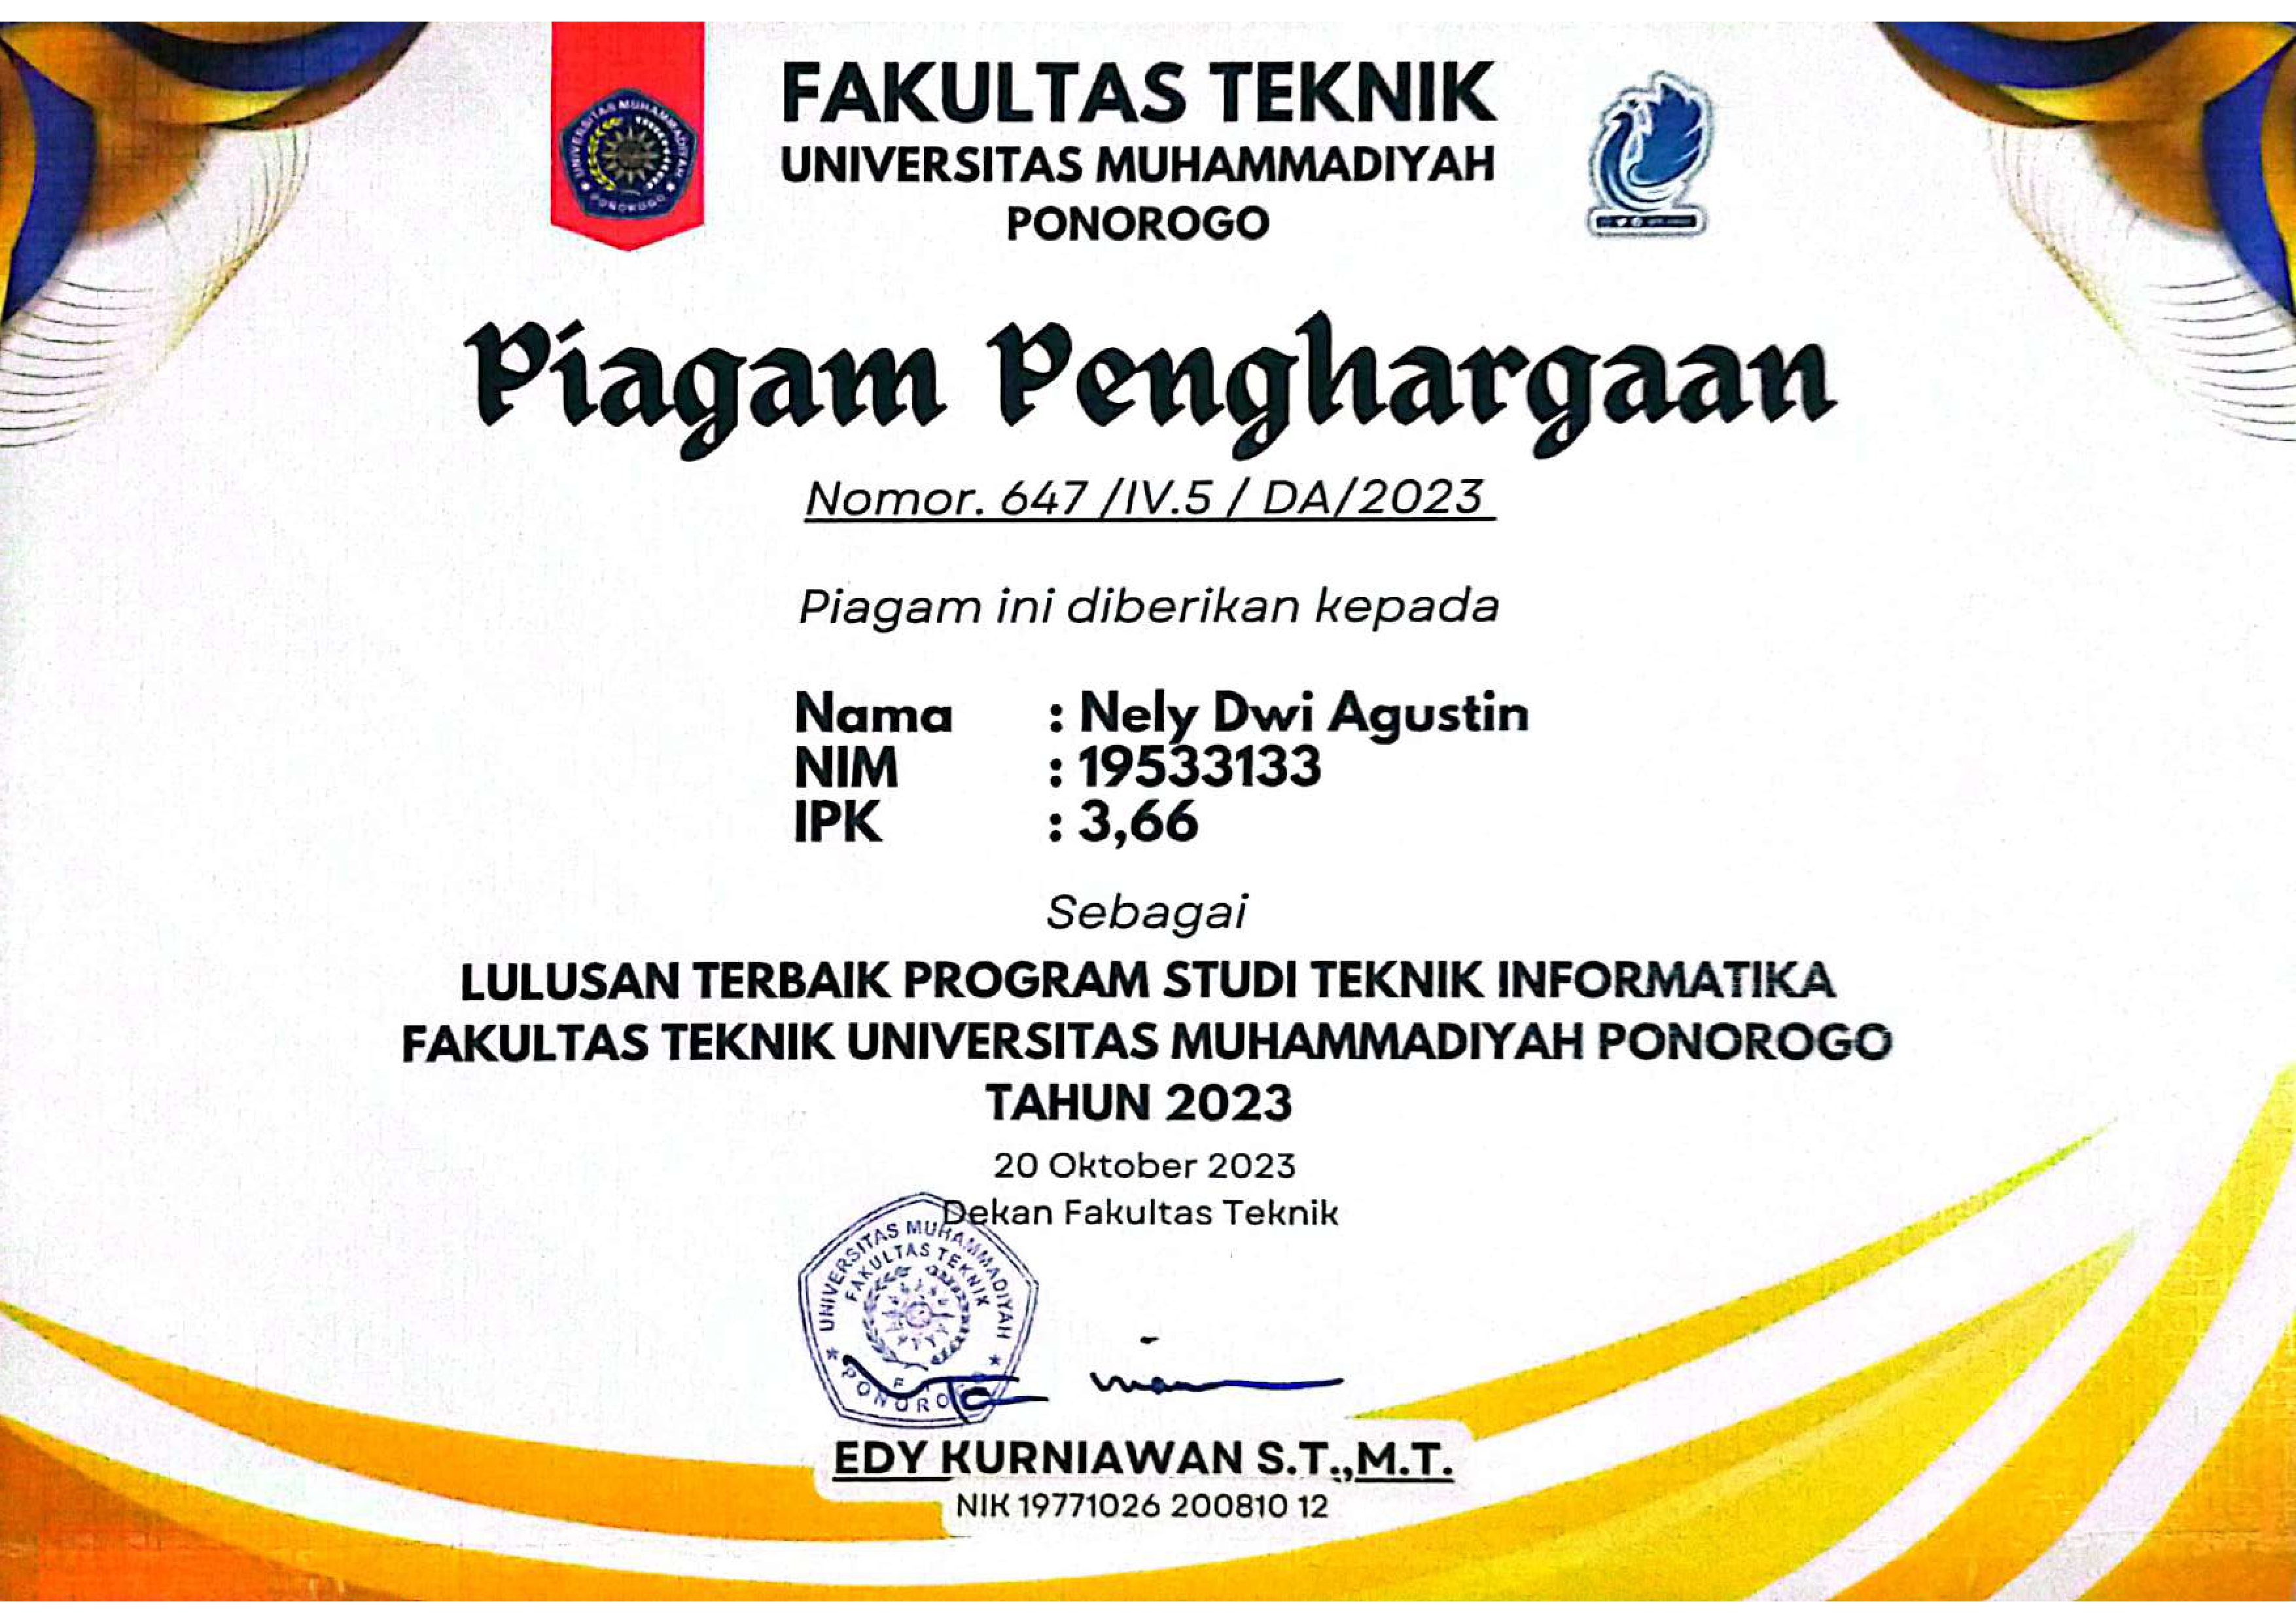 UNIVERSITAS MUHAMMADIYAH
PONOROGO
FAKULTAS TEKNIK
UNIVERSITAS MUHAMMADIYAH
PONOROGO
Piagam Penghargaan
Nomor. 647 /IV.5 / DA/2023
Piagam ini diberikan kepada
Nama : Nely Dwi Agustin
NIM : 19533133
IPK : 3,66
Sebagai
LULUSAN TERBAIK PROGRAM STUDI TEKNIK INFORMATIKA
FAKULTAS TEKNIK UNIVERSITAS MUHAMMADIYAH PONOROGO
TAHUN 2023
20 Oktober 2023
Dekan Fakultas Teknik
UNIVERSITAS MUHAMMADIYAH
FAKULTAS TEKNIK
PONOROGO
EDY KURNIAWAN S.T.,M.T.
NIK 19771026 200810 12